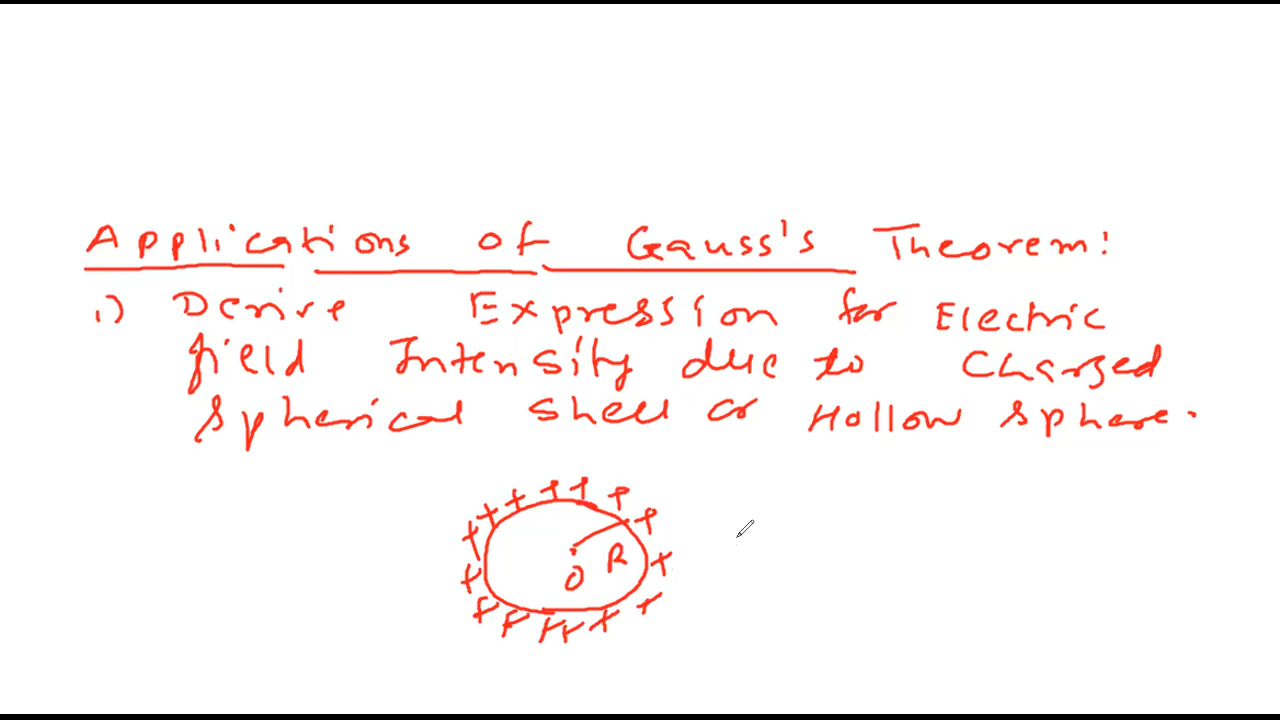 Applications of Gauss's Theorem:
1) Derive Expression for Electric
field Intensity due to Charged
Spherical Shell or Hollow Sphere.
+ + + + + + + + + + + + + + + + +
R
O